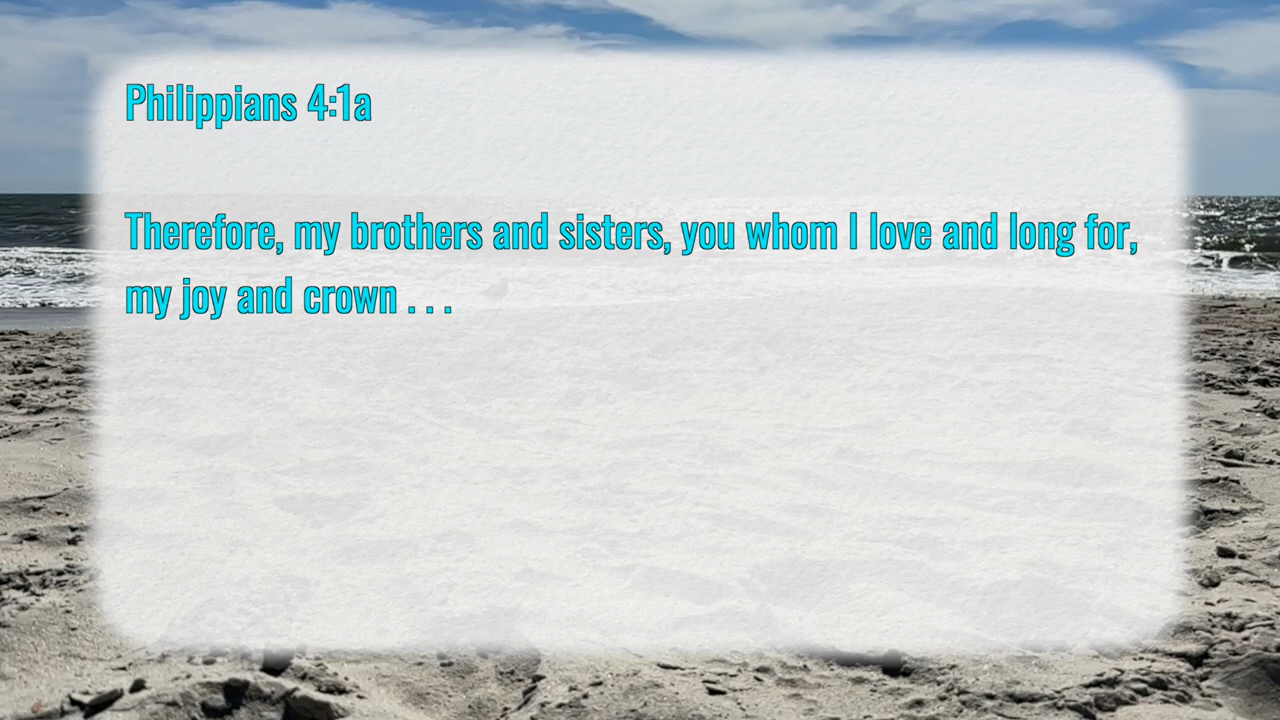 Philippians 4:1a
Therefore, my brothers and sisters, you whom I love and long for,
my joy and crown . . .